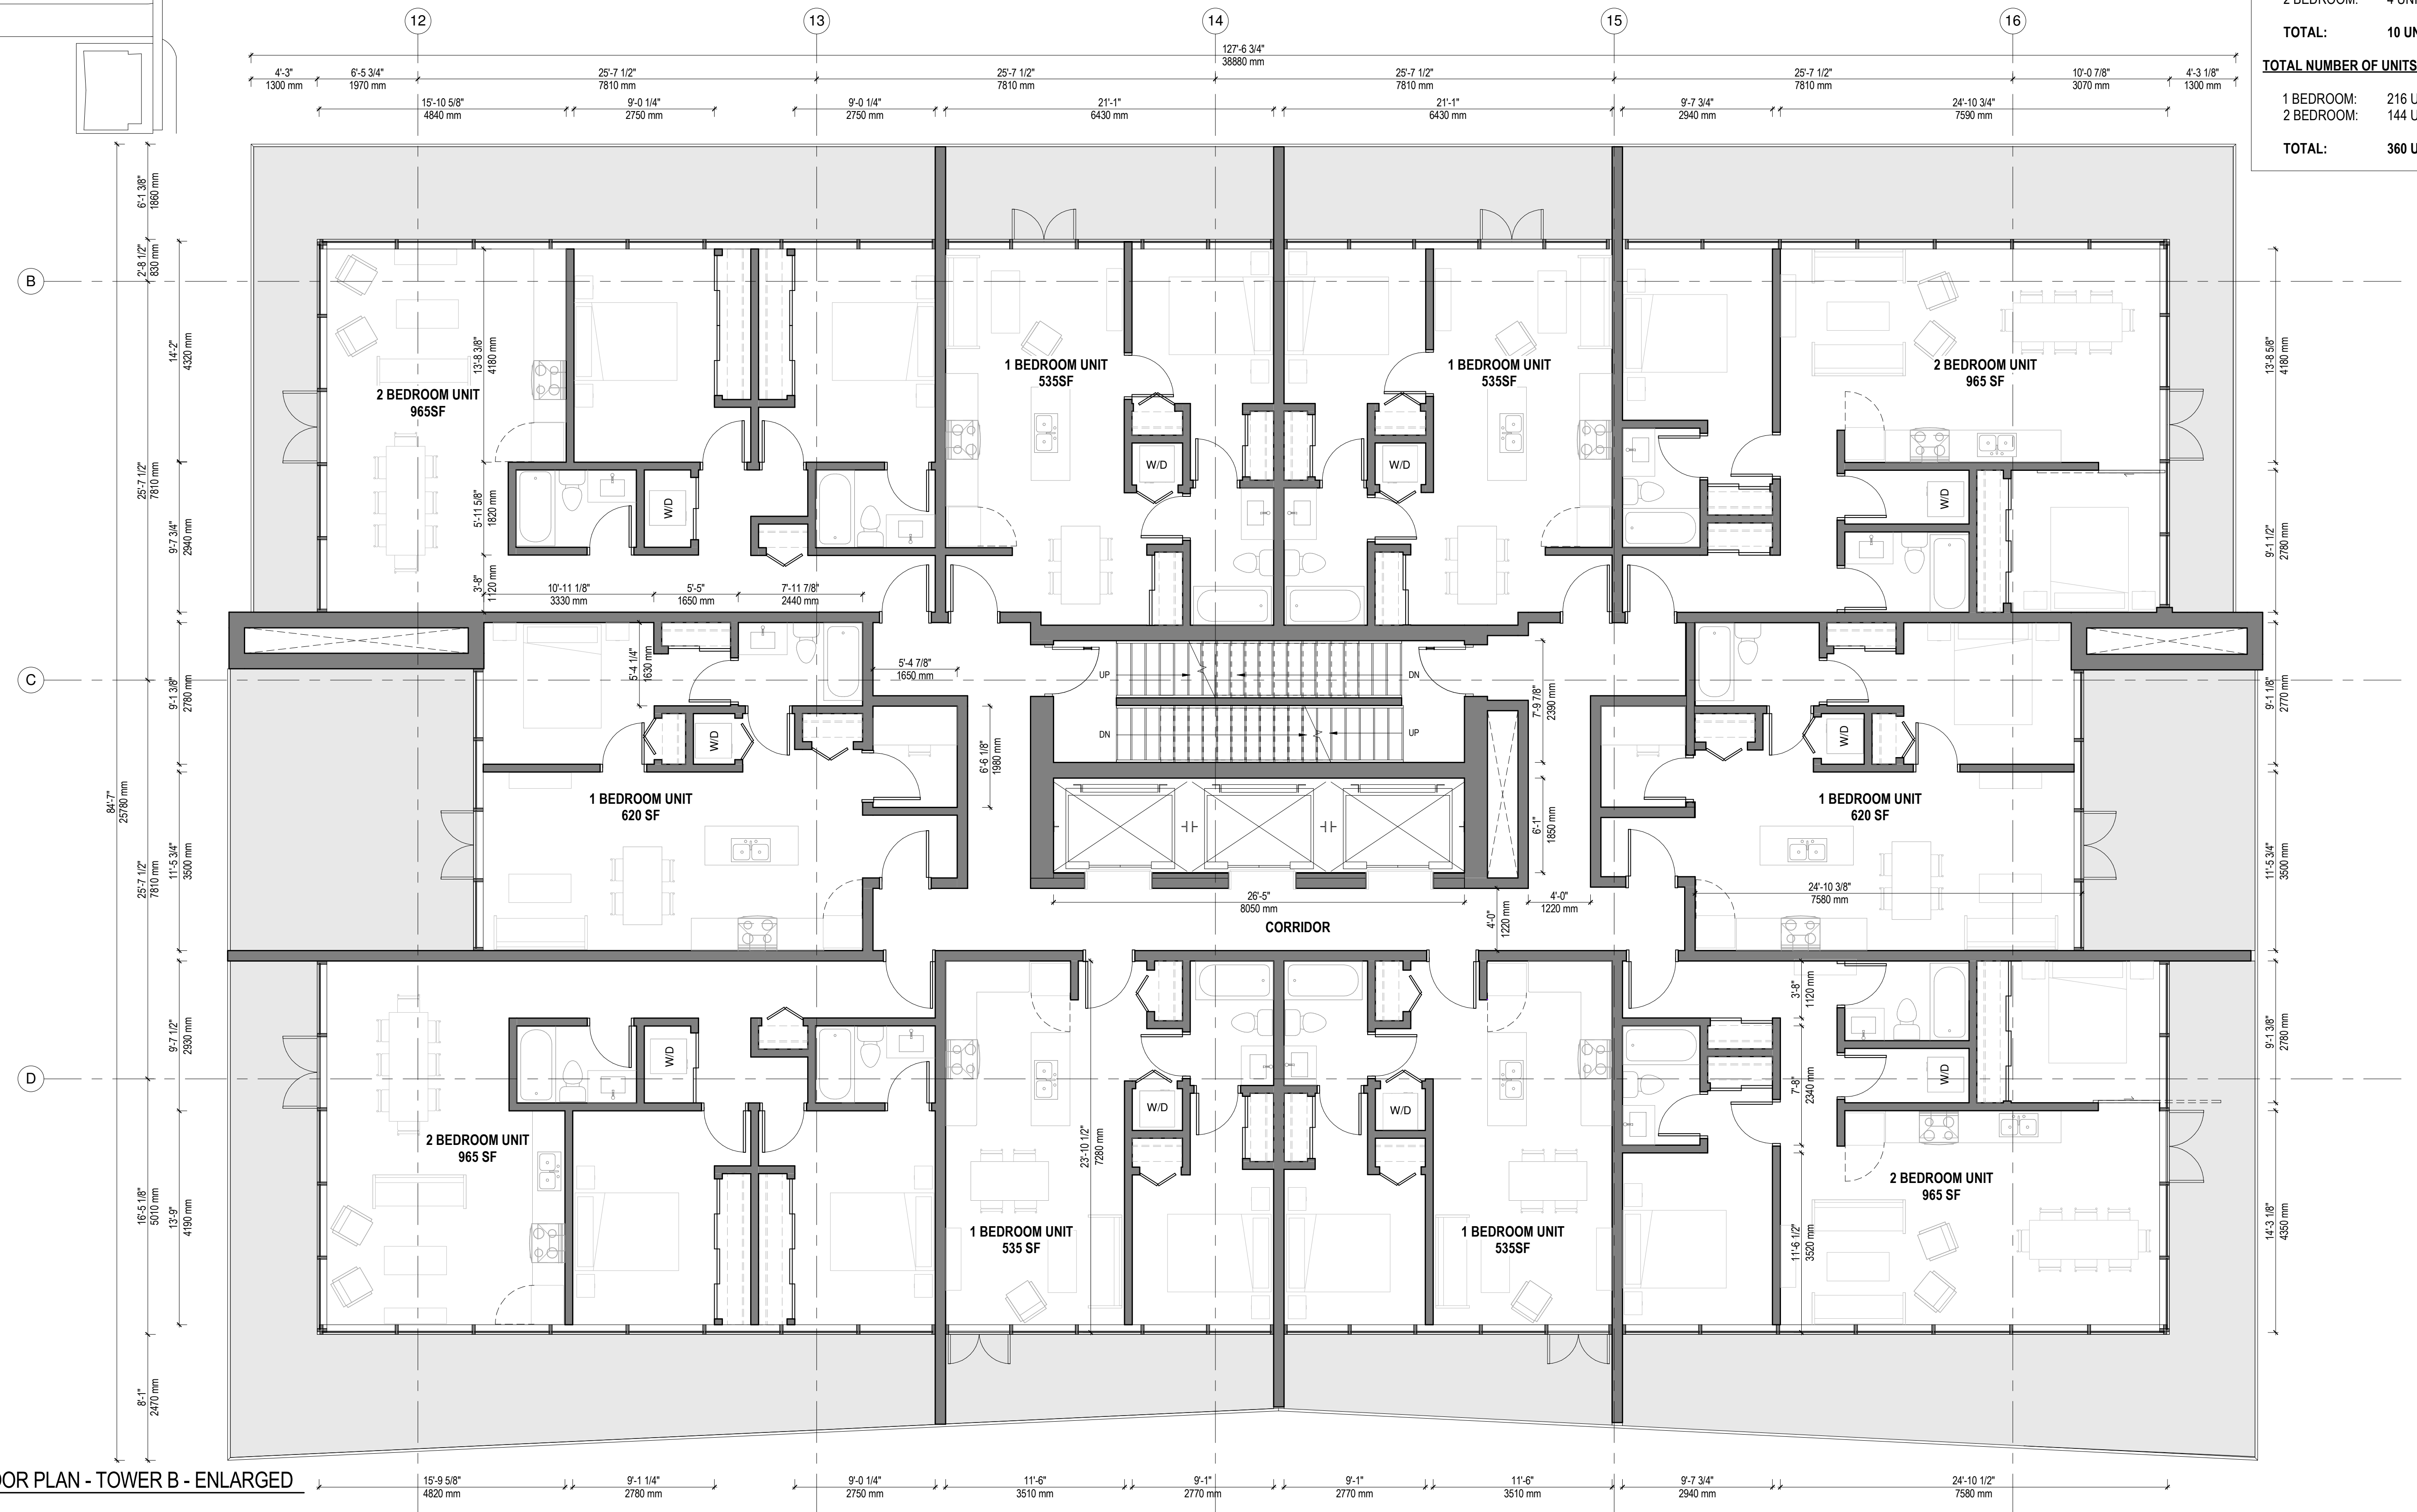 12
13
14
15
16
2 BEDROOM:
TOTAL: 10
TOTAL NUMBER OF UNITS
1 BEDROOM: 216
2 BEDROOM: 144
TOTAL: 360
127'-6 3/4"
38880 mm
4'-3"
1300 mm
6'-5 3/4"
1970 mm
25'-7 1/2"
7810 mm
25'-7 1/2"
7810 mm
25'-7 1/2"
7810 mm
25'-7 1/2"
7810 mm
10'-0 7/8"
3070 mm
4'-3 1/8"
1300 mm
15'-10 5/8"
4840 mm
9'-0 1/4"
2750 mm
9'-0 1/4"
2750 mm
21'-1"
6430 mm
21'-1"
6430 mm
9'-7 3/4"
2940 mm
24'-10 3/4"
7590 mm
B
C
D
6'-1 3/8"
1860 mm
2'-8 1/2"
830 mm
14'-2"
4320 mm
25'-7 1/2"
7810 mm
9'-7 3/4"
2940 mm
9'-1 3/8"
2780 mm
84'-7"
25780 mm
25'-7 1/2"
7810 mm
11'-5 3/4"
3500 mm
9'-7 1/2"
2930 mm
16'-5 1/8"
5010 mm
13'-9"
4190 mm
8'-1"
2470 mm
13'-8 3/8"
4180 mm
5'-11 5/8"
1820 mm
3'-8"
1120 mm
2 BEDROOM UNIT
965SF
1 BEDROOM UNIT
535SF
1 BEDROOM UNIT
535SF
2 BEDROOM UNIT
965 SF
W/D
W/D
W/D
W/D
10'-11 1/8"
3330 mm
5'-5"
1650 mm
7'-11 7/8"
2440 mm
5'-4 1/4"
1630 mm
5'-4 7/8"
1650 mm
6'-6 1/8"
1980 mm
UP
DN
DN
UP
7'-9 7/8"
2390 mm
6'-1"
1850 mm
W/D
W/D
1 BEDROOM UNIT
620 SF
1 BEDROOM UNIT
620 SF
26'-5"
8050 mm
4'-0"
1220 mm
4'-0"
1220 mm
24'-10 3/8"
7580 mm
CORRIDOR
13'-8 5/8"
4180 mm
9'-1 1/2"
2780 mm
9'-1 1/8"
2770 mm
11'-5 3/4"
3500 mm
9'-1 3/8"
2780 mm
14'-3 1/8"
4350 mm
3'-8"
1120 mm
7'-8"
2340 mm
11'-6 1/2"
3520 mm
23'-10 1/2"
7280 mm
W/D
W/D
W/D
W/D
2 BEDROOM UNIT
965 SF
1 BEDROOM UNIT
535 SF
1 BEDROOM UNIT
535SF
2 BEDROOM UNIT
965 SF
PLAN - TOWER B - ENLARGED
15'-9 5/8"
4820 mm
9'-1 1/4"
2780 mm
9'-0 1/4"
2750 mm
11'-6"
3510 mm
9'-1"
2770 mm
9'-1"
2770 mm
11'-6"
3510 mm
9'-7 3/4"
2940 mm
24'-10 1/2"
7580 mm